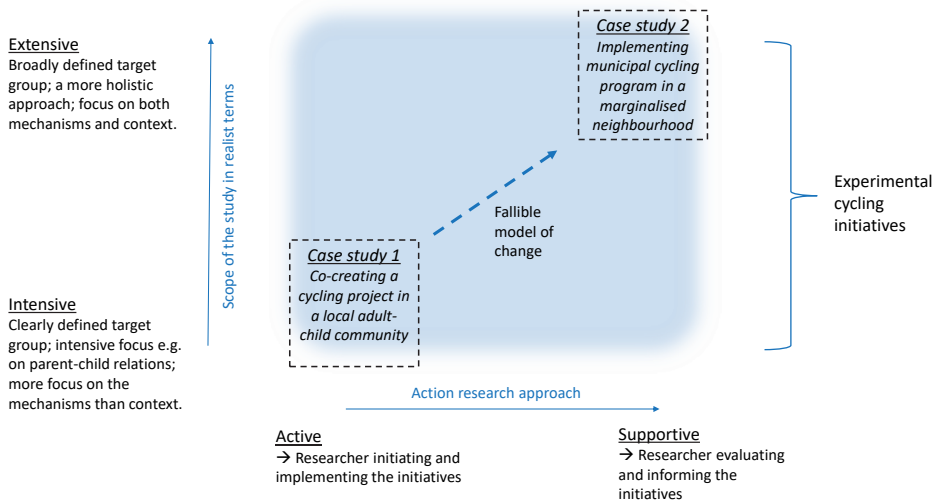 Extensive
Broadly defined target
group; a more holistic
approach; focus on both
mechanisms and context.
Intensive
Clearly defined target
group; intensive focus e.g.
on parent-child relations;
more focus on the
mechanisms than context.
Scope of the study in realist terms
Case study 2
Implementing
municipal cycling
program in a
marginalised
neighbourhood
Fallible
model of
change
Case study 1
Co-creating a
cycling project in
a local adult-
child community
Experimental
cycling
initiatives
Action research approach
Active
→ Researcher initiating and
implementing the initiatives
Supportive
→ Researcher evaluating
and informing the
initiatives